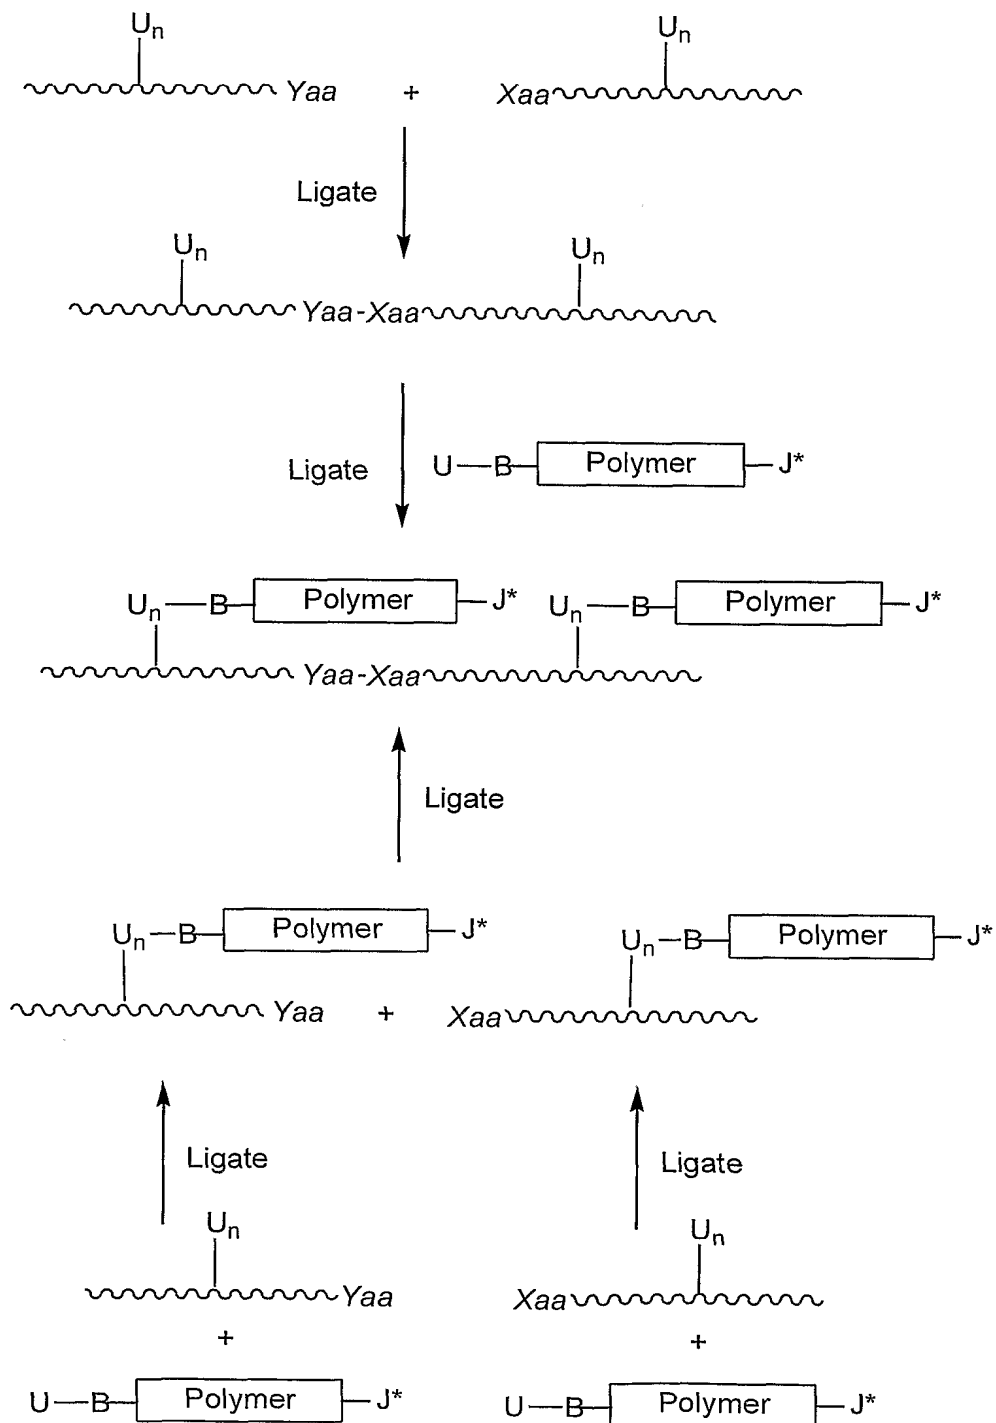 Un Un
Yaa + Xaa
Ligate
Un Un
Yaa-Xaa
Ligate U—B—Polymer—J*
Un—B—Polymer—J* Un—B—Polymer—J*
Yaa-Xaa
Ligate
Un—B—Polymer—J* Un—B—Polymer—J*
Yaa + Xaa
Ligate Ligate
Un Un
Yaa Xaa
+ +
U—B—Polymer—J* U—B—Polymer—J*